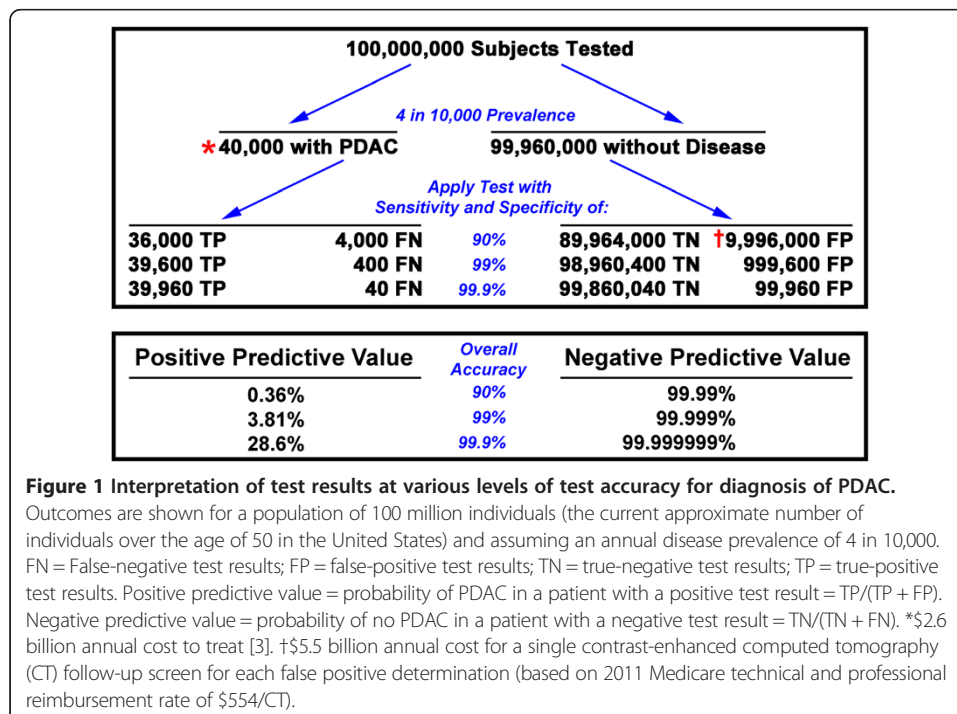 100,000,000 Subjects Tested
4 in 10,000 Prevalence
*40,000 with PDAC 99,960,000 without Disease
Apply Test with
Sensitivity and Specificity of:
36,000 TP 4,000 FN 90% 89,964,000 TN †9,996,000 FP
39,600 TP 400 FN 99% 98,960,400 TN 999,600 FP
39,960 TP 40 FN 99.9% 99,860,040 TN 99,960 FP
Positive Predictive Value Overall Accuracy Negative Predictive Value
0.36% 90% 99.99%
3.81% 99% 99.999%
28.6% 99.9% 99.999999%
Figure 1 Interpretation of test results at various levels of test accuracy for diagnosis of PDAC.
Outcomes are shown for a population of 100 million individuals (the current approximate number of
individuals over the age of 50 in the United States) and assuming an annual disease prevalence of 4 in 10,000.
FN = False-negative test results; FP = false-positive test results; TN = true-negative test results; TP = true-positive
test results. Positive predictive value = probability of PDAC in a patient with a positive test result = TP/(TP + FP).
Negative predictive value = probability of no PDAC in a patient with a negative test result = TN/(TN + FN). *$2.6
billion annual cost to treat [3]. †$5.5 billion annual cost for a single contrast-enhanced computed tomography
(CT) follow-up screen for each false positive determination (based on 2011 Medicare technical and professional
reimbursement rate of $554/CT).